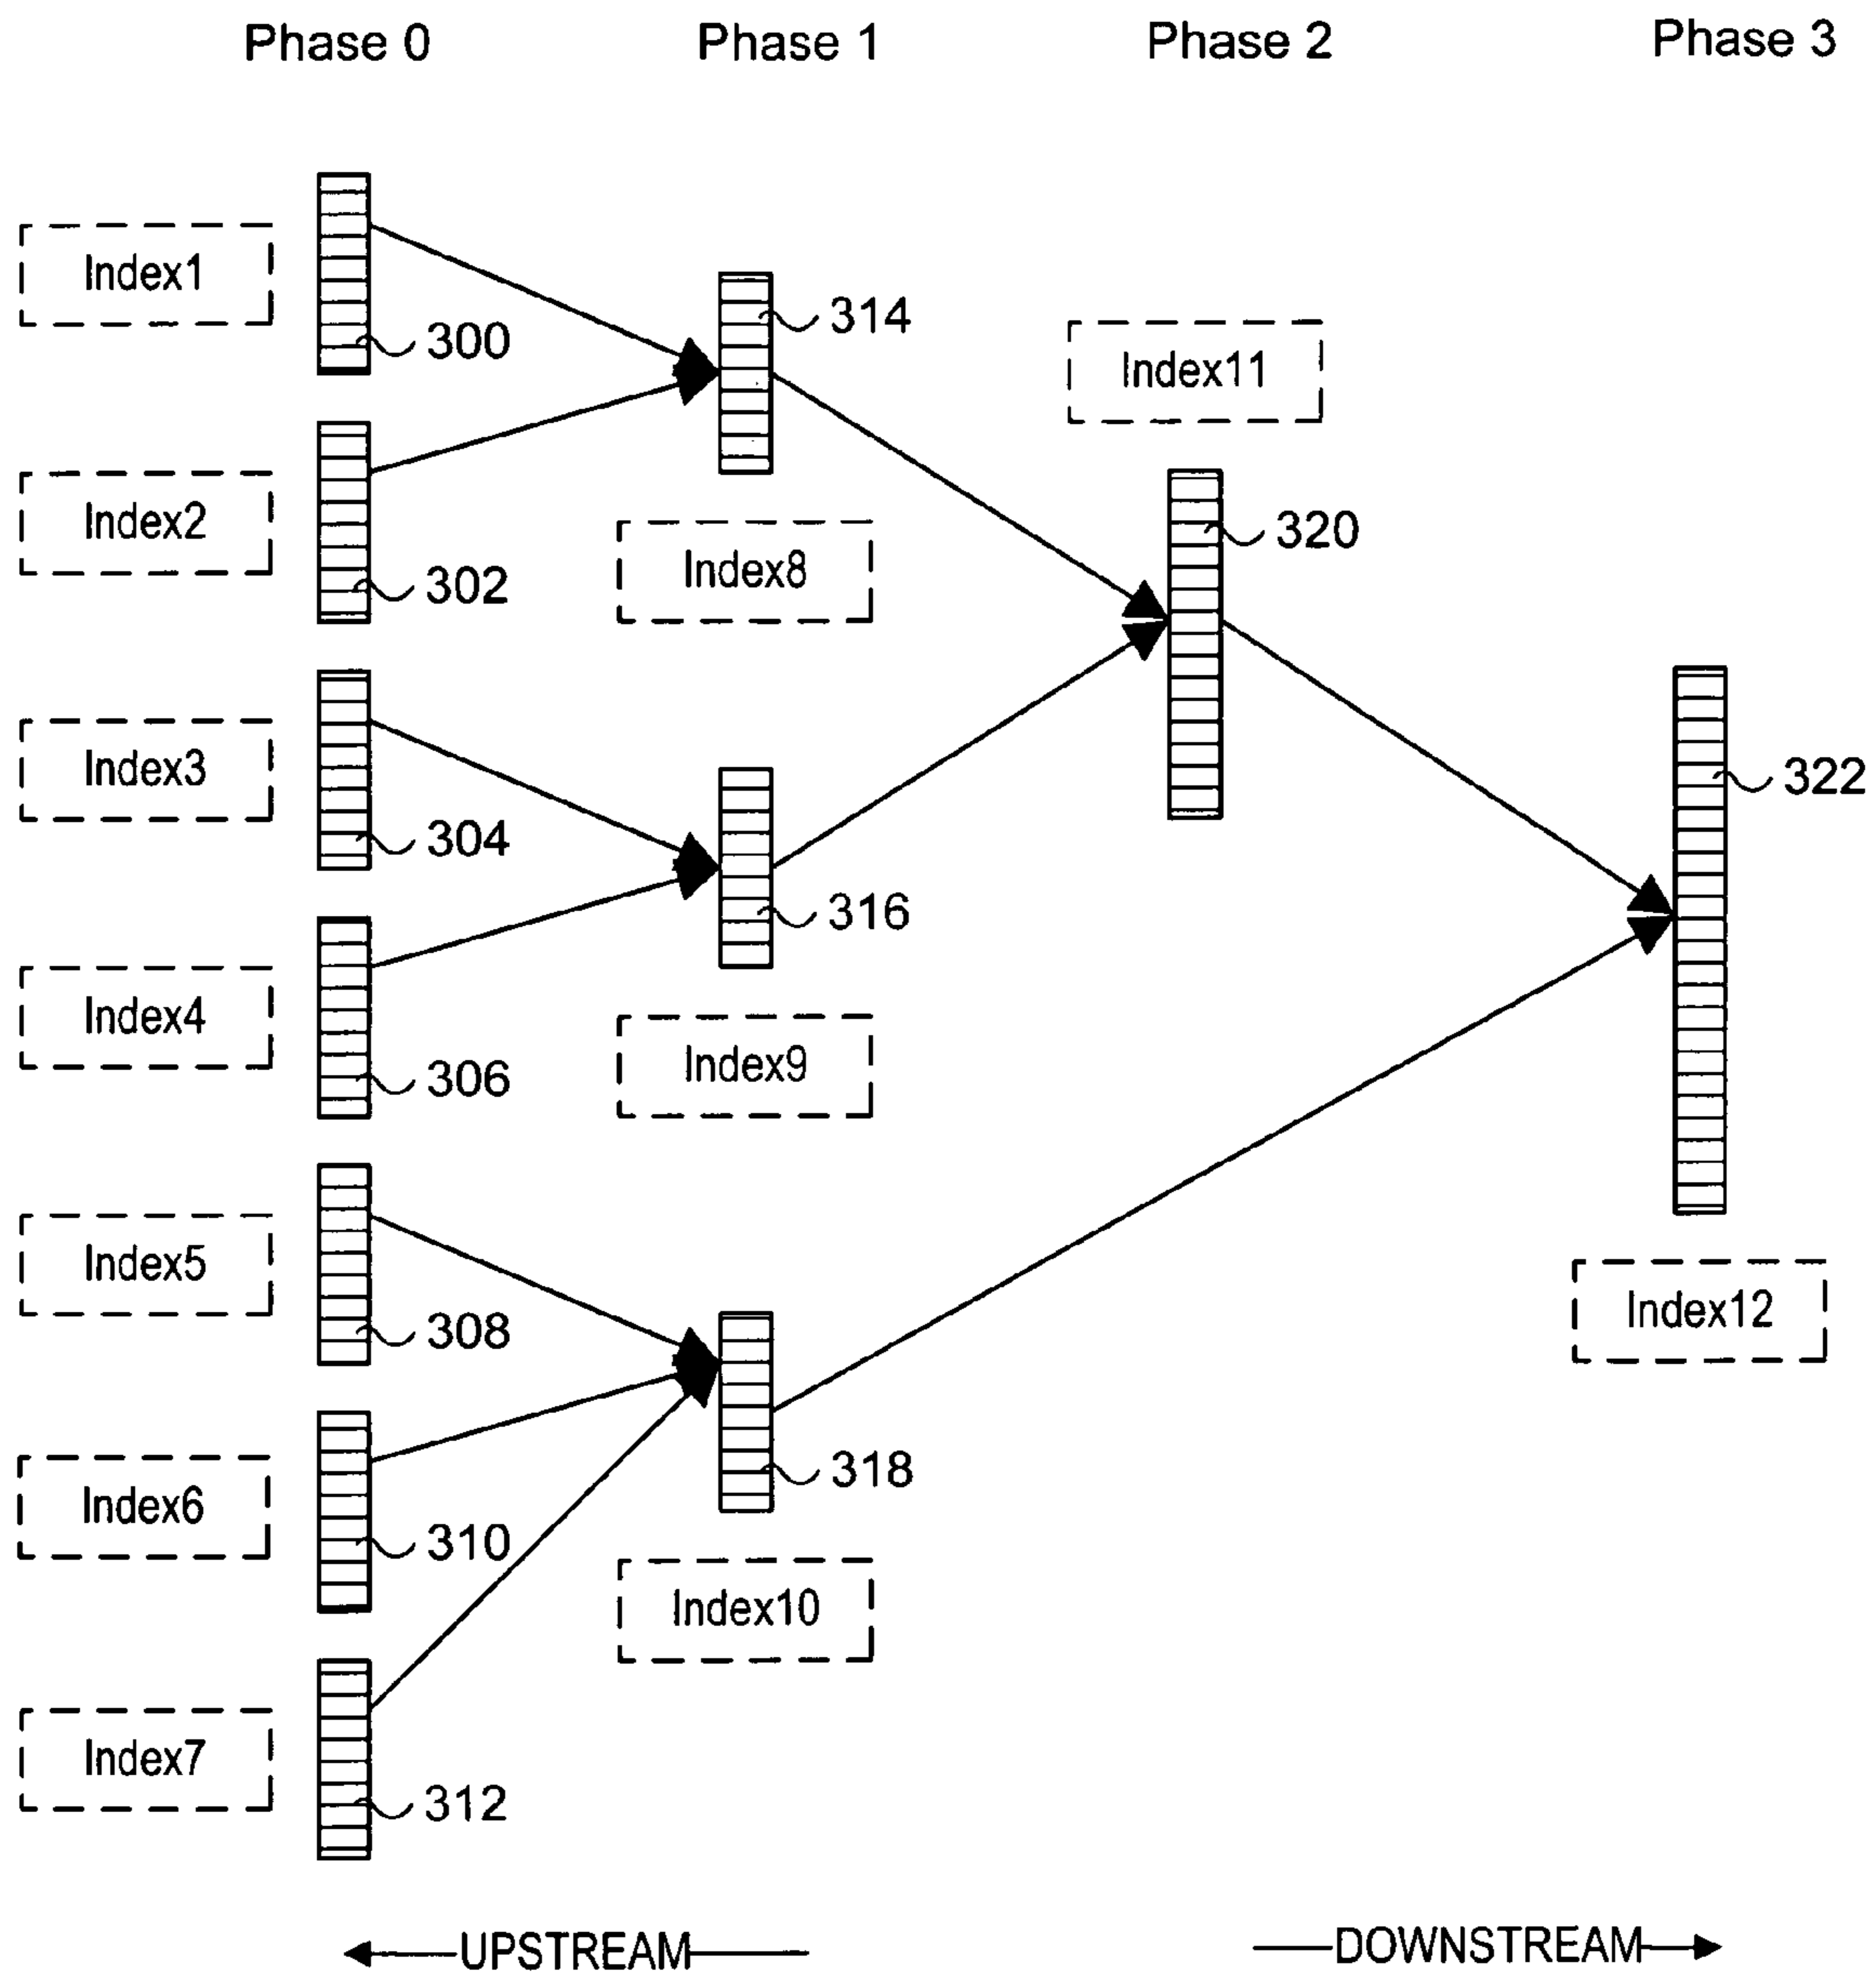 Phase 0 Phase 1 Phase 2 Phase 3
Index1
300
314
Index11
Index2
302
Index8
320
Index3
304
322
316
Index4
306
Index9
Index5
308
Index12
318
Index6
310
Index10
Index7
312
UPSTREAM DOWNSTREAM